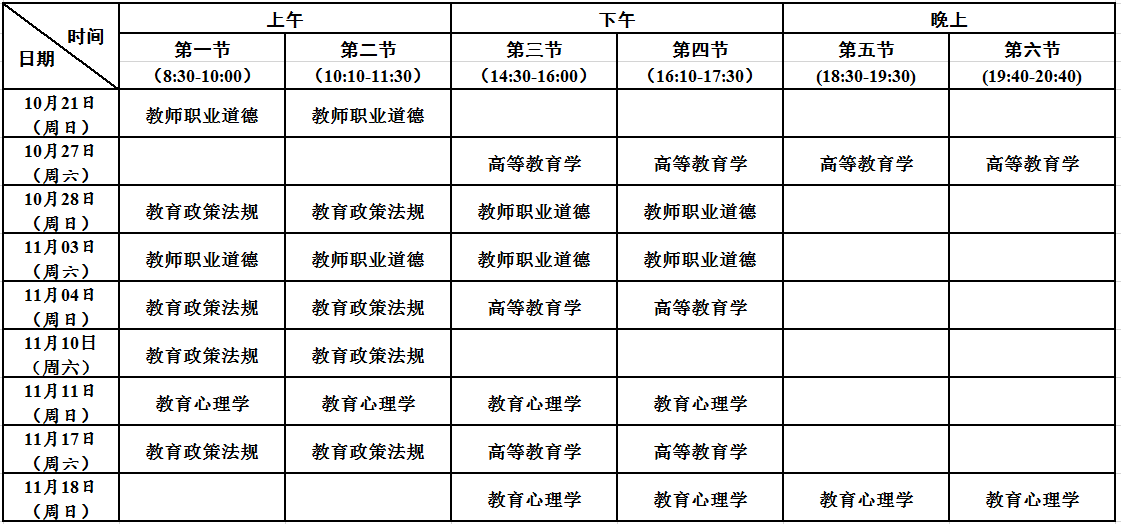 时间
日期
上午 下午 晚上
第一节 第二节 第三节 第四节 第五节 第六节
（8:30-10:00） （10:10-11:30） （14:30-16:00） （16:10-17:30） (18:30-19:30) (19:40-20:40)
10月21日
（周日）
教师职业道德 教师职业道德
10月27日
（周六）
高等教育学 高等教育学 高等教育学 高等教育学
10月28日
（周日）
教育政策法规 教育政策法规 教师职业道德 教师职业道德
11月03日
（周六）
教师职业道德 教师职业道德 教师职业道德 教师职业道德
11月04日
（周日）
教育政策法规 教育政策法规 高等教育学 高等教育学
11月10日
（周六）
教育政策法规 教育政策法规
11月11日
（周日）
教育心理学 教育心理学 教育心理学 教育心理学
11月17日
（周六）
教育政策法规 教育政策法规 高等教育学 高等教育学
11月18日
（周日）
教育心理学 教育心理学 教育心理学 教育心理学